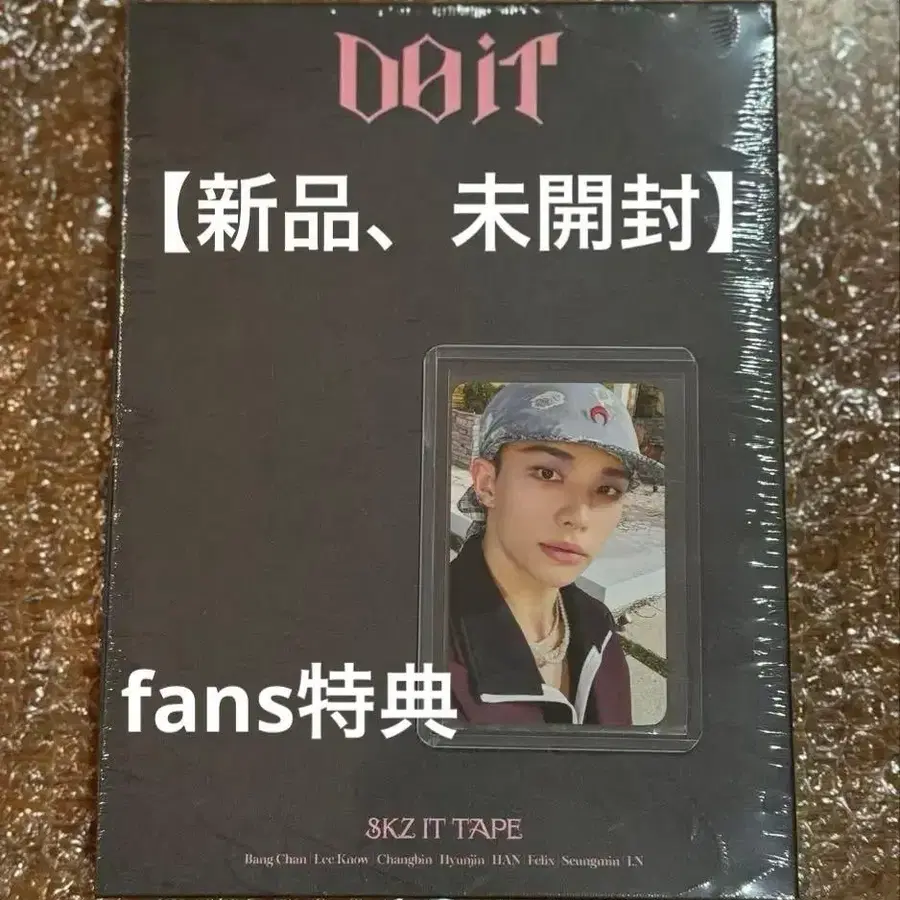 DO iT
【新品、未開封】
fans特典
SKZ IT TAPE
Bang Chan | Lee Know | Changbin | Hyunjin | HAN | Felix | Seungmin | I.N